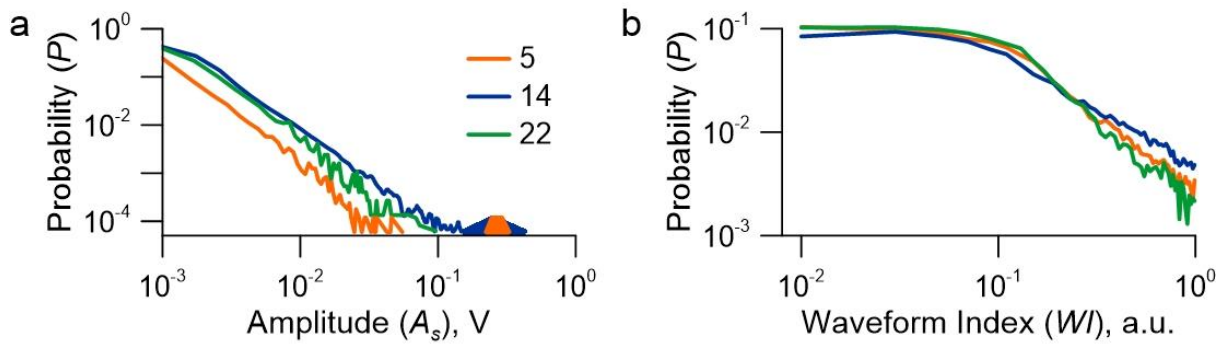 a
Probability (P)
10^0
10^-2
10^-4
10^-3
10^-2
10^-1
10^0
Amplitude (A_s), V
5
14
22
b
Probability (P)
10^-1
10^-2
10^-3
10^-2
10^-1
10^0
Waveform Index (WI), a.u.